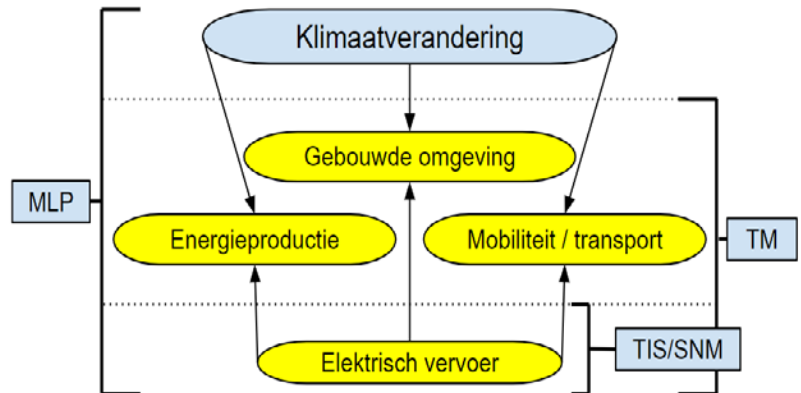 Klimaatverandering
Gebouwde omgeving
MLP
Energieproductie
Mobiliteit / transport
TM
TIS/SNM
Elektrisch vervoer